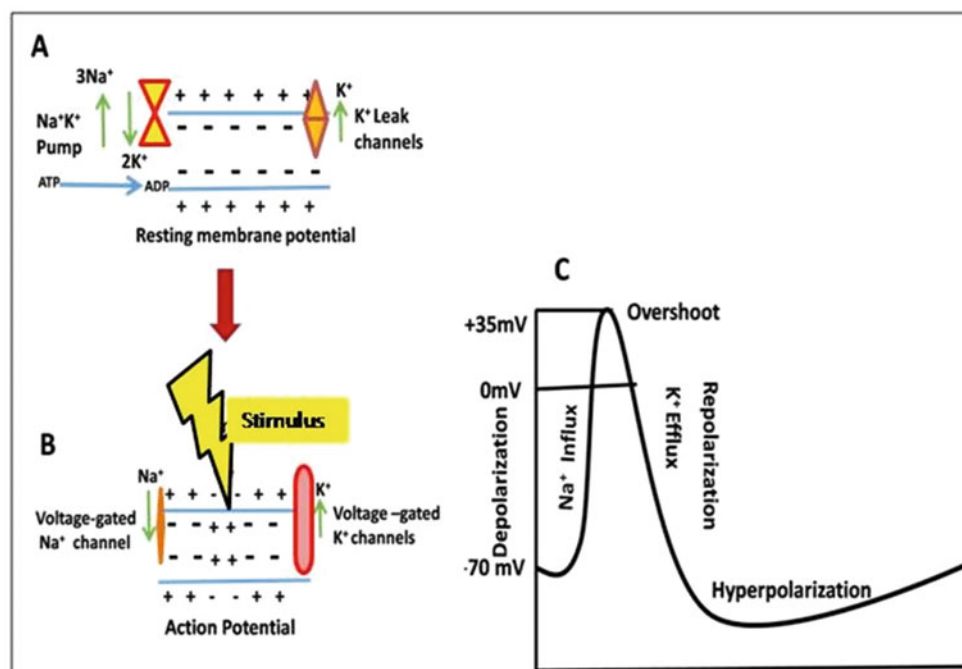 A
3Na⁺
Na⁺K⁺
Pump
2K⁺
ATP
ADP
+ + + + + +
- - - - - -
- - - - - -
+ + + + + +
K⁺
K⁺ Leak
channels
Resting membrane potential
Stimulus
B
Na⁺
Voltage-gated
Na⁺ channel
+ + - - + +
- - + + - -
- - + + - -
+ + - - + +
K⁺
Voltage –gated
K⁺ channels
Action Potential
C
+35mV
Overshoot
0mV
Depolarization
Na⁺ Influx
K⁺ Efflux
Repolarization
-70 mV
Hyperpolarization